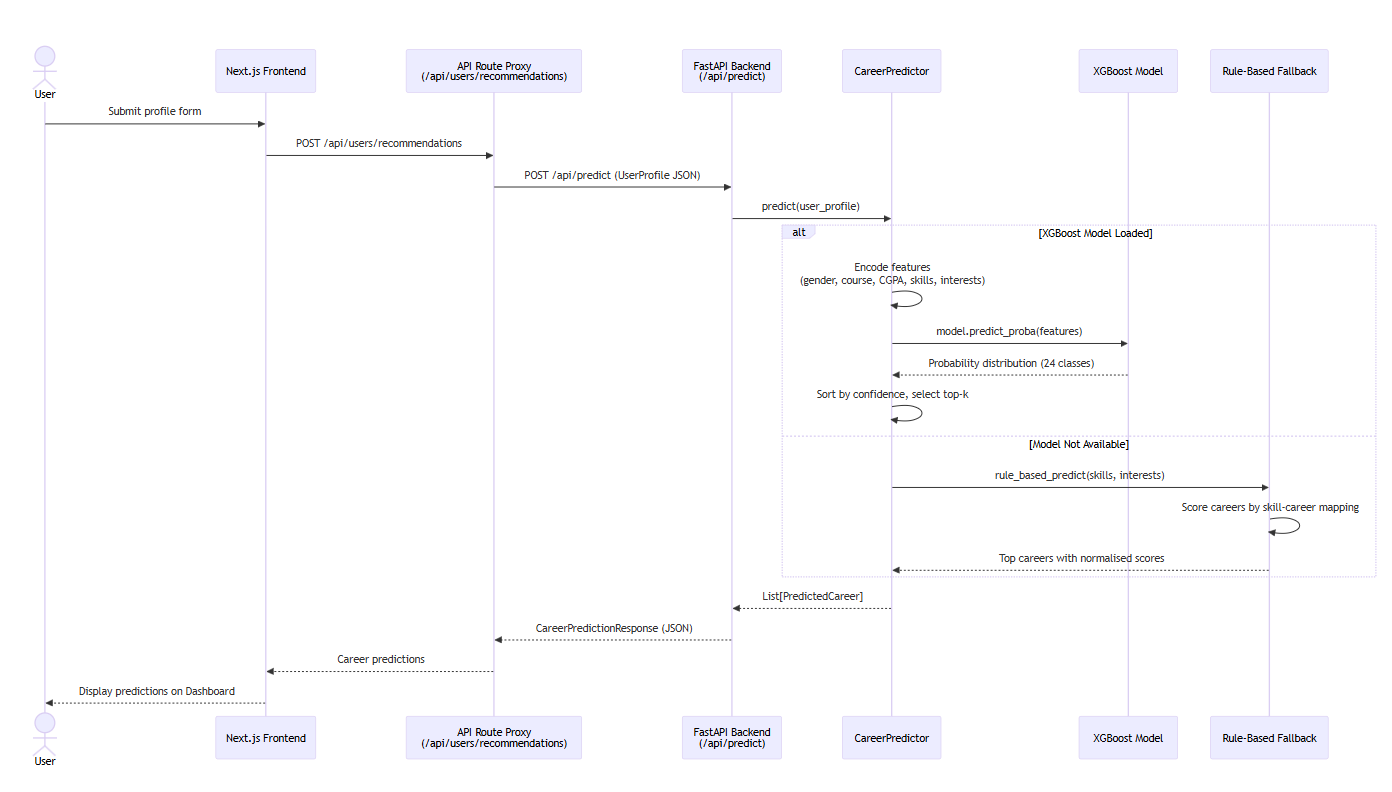 User
Next.js Frontend
API Route Proxy
(/api/users/recommendations)
FastAPI Backend
(/api/predict)
CareerPredictor
XGBoost Model
Rule-Based Fallback
Submit profile form
POST /api/users/recommendations
POST /api/predict (UserProfile JSON)
predict(user_profile)
alt
[XGBoost Model Loaded]
Encode features
(gender, course, CGPA, skills, interests)
model.predict_proba(features)
Probability distribution (24 classes)
Sort by confidence, select top-k
[Model Not Available]
rule_based_predict(skills, interests)
Score careers by skill-career mapping
Top careers with normalised scores
List[PredictedCareer]
CareerPredictionResponse (JSON)
Career predictions
Display predictions on Dashboard
User
Next.js Frontend
API Route Proxy
(/api/users/recommendations)
FastAPI Backend
(/api/predict)
CareerPredictor
XGBoost Model
Rule-Based Fallback